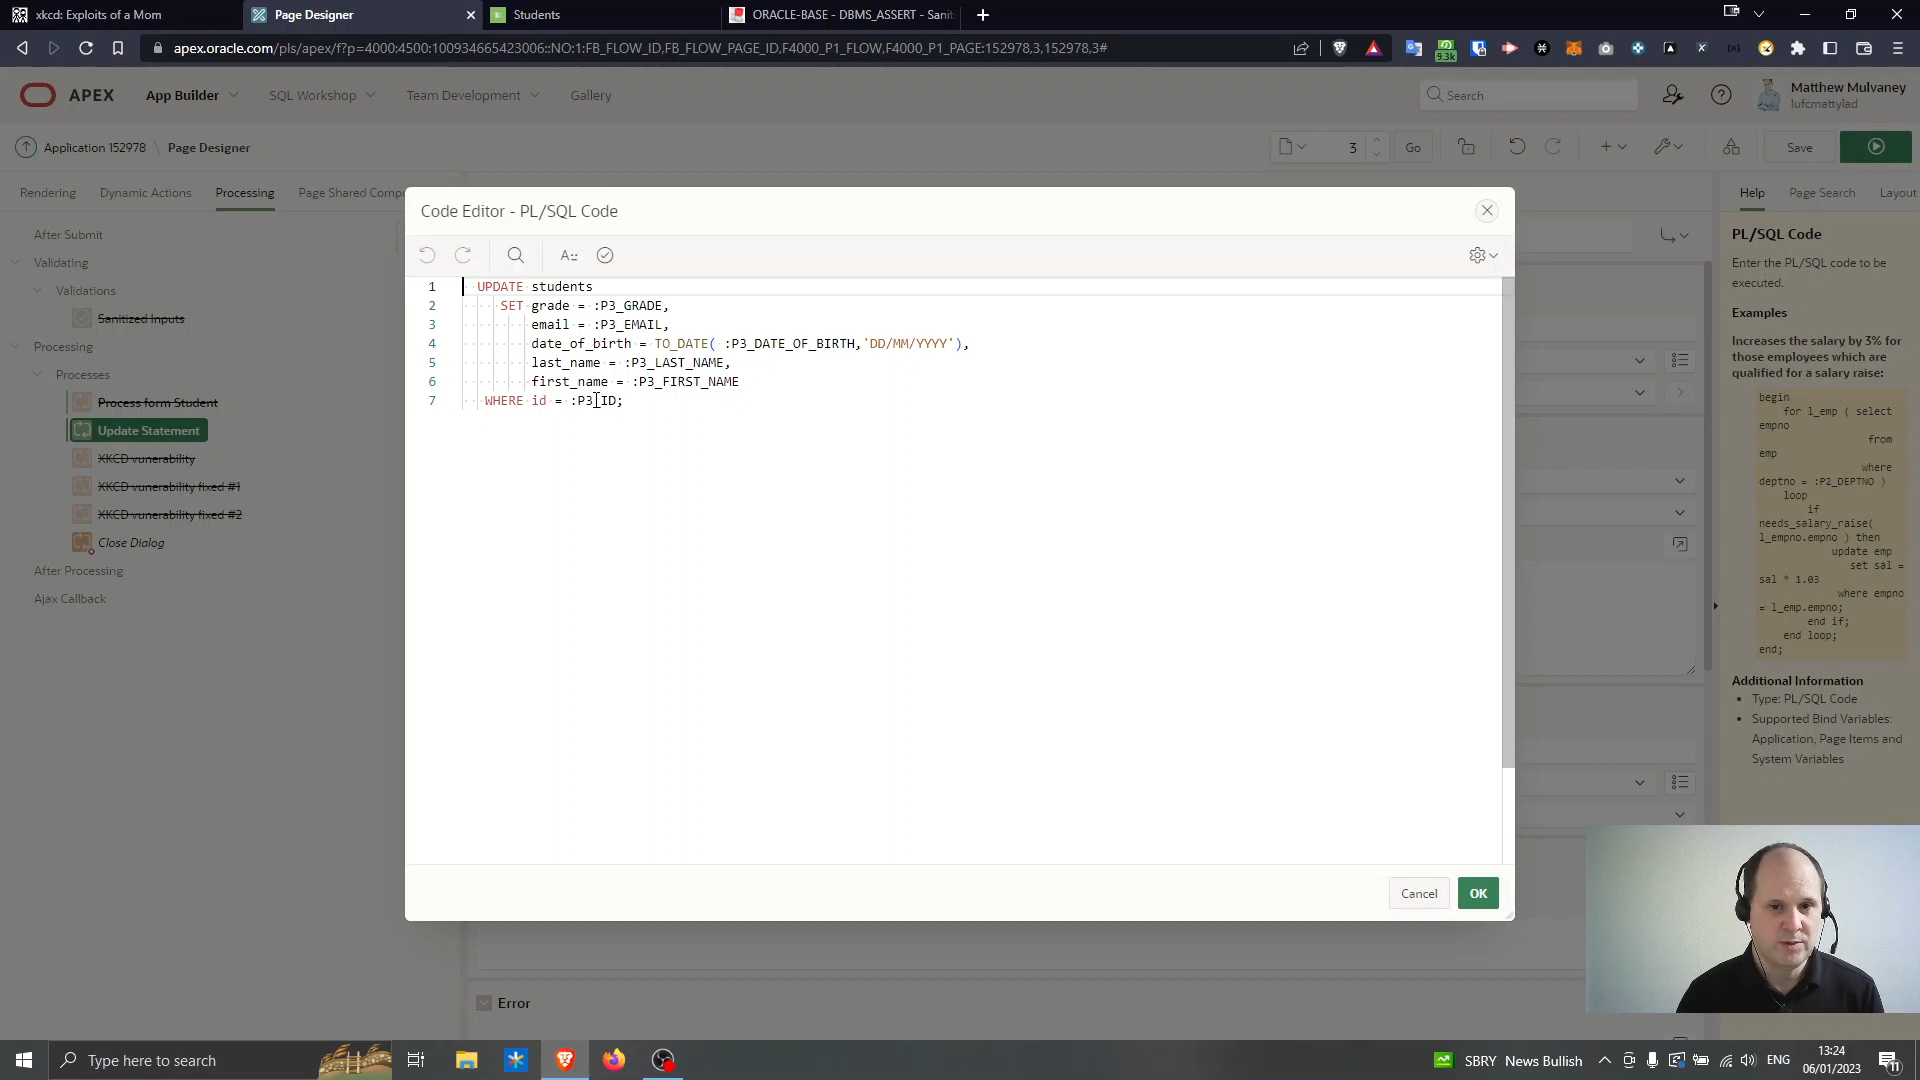 xkcd: Exploits of a Mom
Page Designer
Students
ORACLE-BASE - DBMS_ASSERT - Sanit
apex.oracle.com/pls/apex/f?p=4000:4500:100934665423006::NO:1:FB_FLOW_ID,FB_FLOW_PAGE_ID,F4000_P1_FLOW,F4000_P1_PAGE:152978,3,152978,3#
9.3k
APEX
App Builder
SQL Workshop
Team Development
Gallery
Search
Matthew Mulvaney
lufcmattylad
Application 152978
\
Page Designer
3
Go
Save
Rendering
Dynamic Actions
Processing
Page Shared Comp
Help
Page Search
Layout
After Submit
Validating
Validations
Sanitized Inputs
Processing
Processes
Process form Student
Update Statement
XKCD vunerability
XKCD vunerability fixed #1
XKCD vunerability fixed #2
Close Dialog
After Processing
Ajax Callback
Code Editor - PL/SQL Code
1 UPDATE students
2 SET grade = :P3_GRADE,
3 email = :P3_EMAIL,
4 date_of_birth = TO_DATE( :P3_DATE_OF_BIRTH,'DD/MM/YYYY'),
5 last_name = :P3_LAST_NAME,
6 first_name = :P3_FIRST_NAME
7 WHERE id = :P3_ID;
Cancel
OK
Error
PL/SQL Code
Enter the PL/SQL code to be
executed.
Examples
Increases the salary by 3% for
those employees which are
qualified for a salary raise:
begin
for l_emp ( select
empno
from
emp
where
deptno = :P2_DEPTNO )
loop
if
needs_salary_raise(
l_empno.empno ) then
update emp
set sal =
sal * 1.03
where empno
= l_emp.empno;
end if;
end loop;
end;
Additional Information
• Type: PL/SQL Code
• Supported Bind Variables:
Application, Page Items and
System Variables
Type here to search
SBRY News Bullish
ENG
13:24
06/01/2023
11